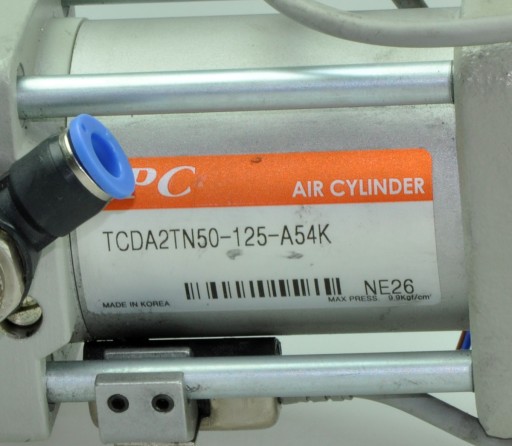 PC
AIR CYLINDER
TCDA2TN50-125-A54K
NE26
MADE IN KOREA
MAX PRESS. 9.9Kgf/cm²